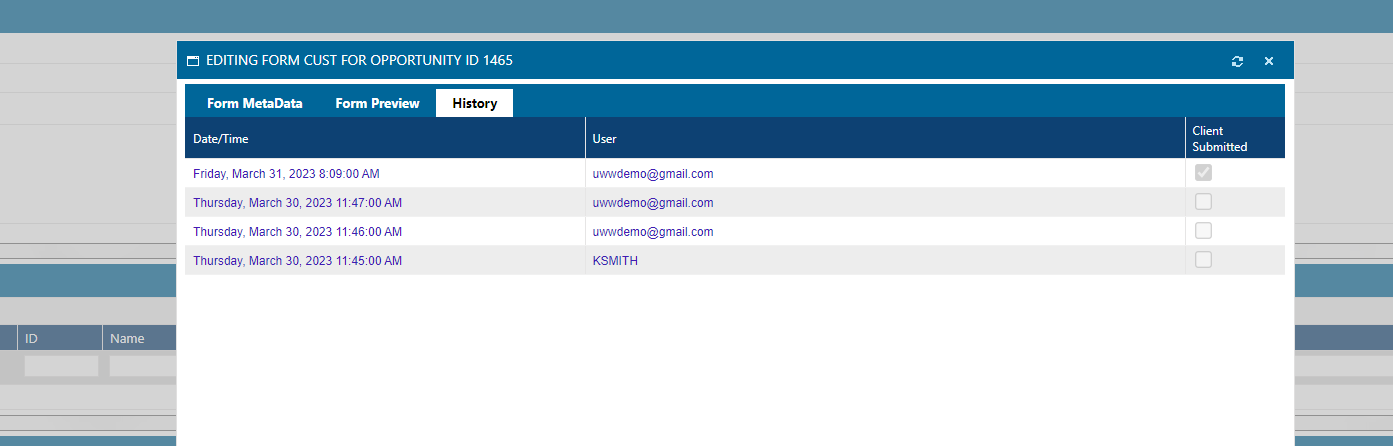 EDITING FORM CUST FOR OPPORTUNITY ID 1465
Form MetaData Form Preview History
Date/Time User Client Submitted
Friday, March 31, 2023 8:09:00 AM uwwdemo@gmail.com
Thursday, March 30, 2023 11:47:00 AM uwwdemo@gmail.com
Thursday, March 30, 2023 11:46:00 AM uwwdemo@gmail.com
Thursday, March 30, 2023 11:45:00 AM KSMITH
ID Name